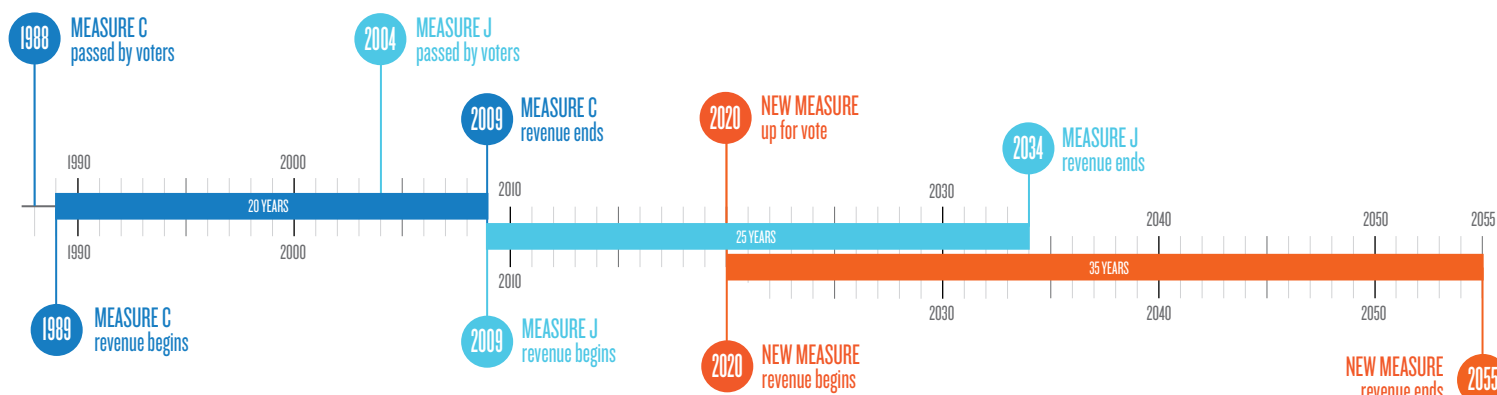 1988
MEASURE C
passed by voters
2004
MEASURE J
passed by voters
2009
MEASURE C
revenue ends
2020
NEW MEASURE
up for vote
2034
MEASURE J
revenue ends
1990
2000
2010
2030
2040
2050
2055
20 YEARS
25 YEARS
35 YEARS
1990
2000
2010
2030
2040
2050
1989
MEASURE C
revenue begins
2009
MEASURE J
revenue begins
2020
NEW MEASURE
revenue begins
NEW MEASURE
revenue ends
2055